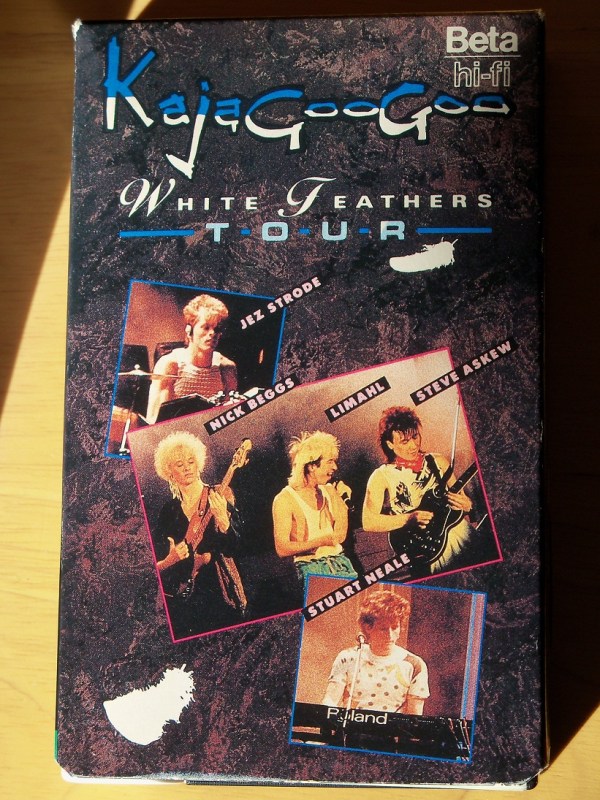 Beta
hi-fi
KajaGooGoo
White Feathers
T·O·U·R
JEZ STRODE
NICK BEGGS
LIMAHL
STEVE ASKEW
STUART NEALE
Roland